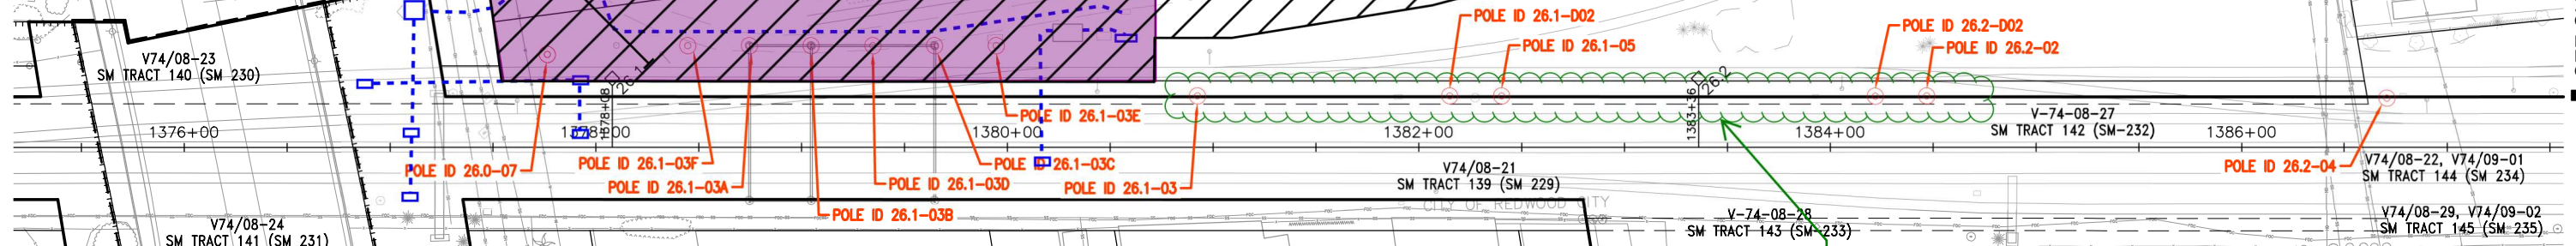 POLE ID 26.1-D02
POLE ID 26.2-D02
POLE ID 26.1-05
POLE ID 26.2-02
V74/08-23
SM TRACT 140 (SM 230)
26.1
26.2
1378+08
1383+36
POLE ID 26.1-03E
V-74-08-27
SM TRACT 142 (SM-232)
1376+00
1378+00
1380+00
1382+00
1384+00
1386+00
POLE ID 26.0-07
POLE ID 26.1-03F
POLE ID 26.1-03C
POLE ID 26.1-03A
POLE ID 26.1-03D
POLE ID 26.1-03
POLE ID 26.1-03B
V74/08-21
SM TRACT 139 (SM 229)
POLE ID 26.2-04
V74/08-22, V74/09-01
SM TRACT 144 (SM 234)
CITY OF REDWOOD CITY
V74/08-24
SM TRACT 141 (SM 231)
V-74-08-28
SM TRACT 143 (SM-233)
V74/08-29, V74/09-02
SM TRACT 145 (SM 235)